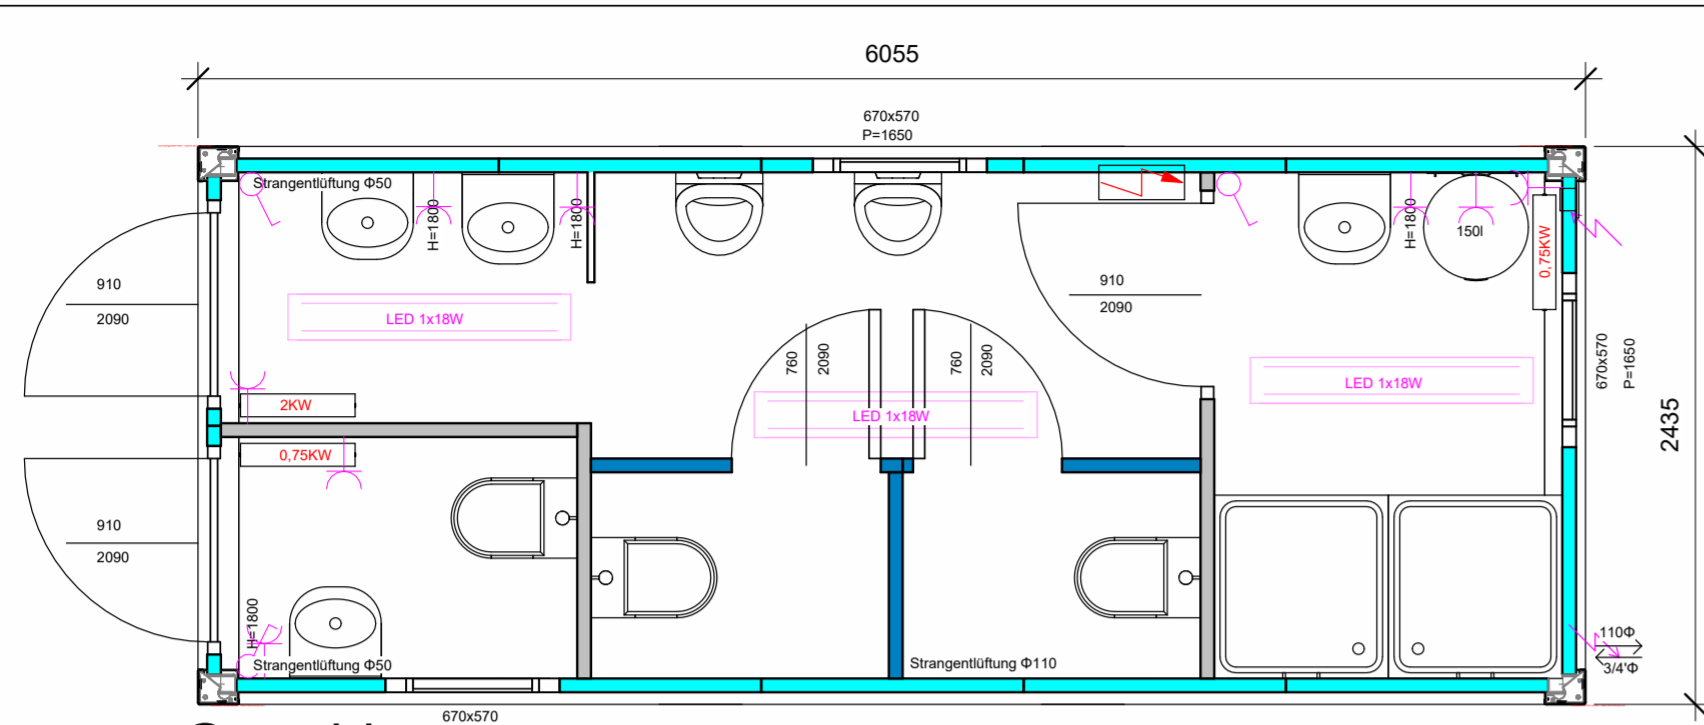 6055
670x570
P=1650
Strangentlüftung Φ50
H=1800
H=1800
H=1800
150l
0,75KW
910
2090
910
2090
LED 1x18W
760
2090
760
2090
LED 1x18W
670x570
P=1650
2KW
LED 1x18W
2435
0,75KW
910
2090
H=1800
Strangentlüftung Φ50
Strangentlüftung Φ110
110Φ
3/4'Φ
670x570